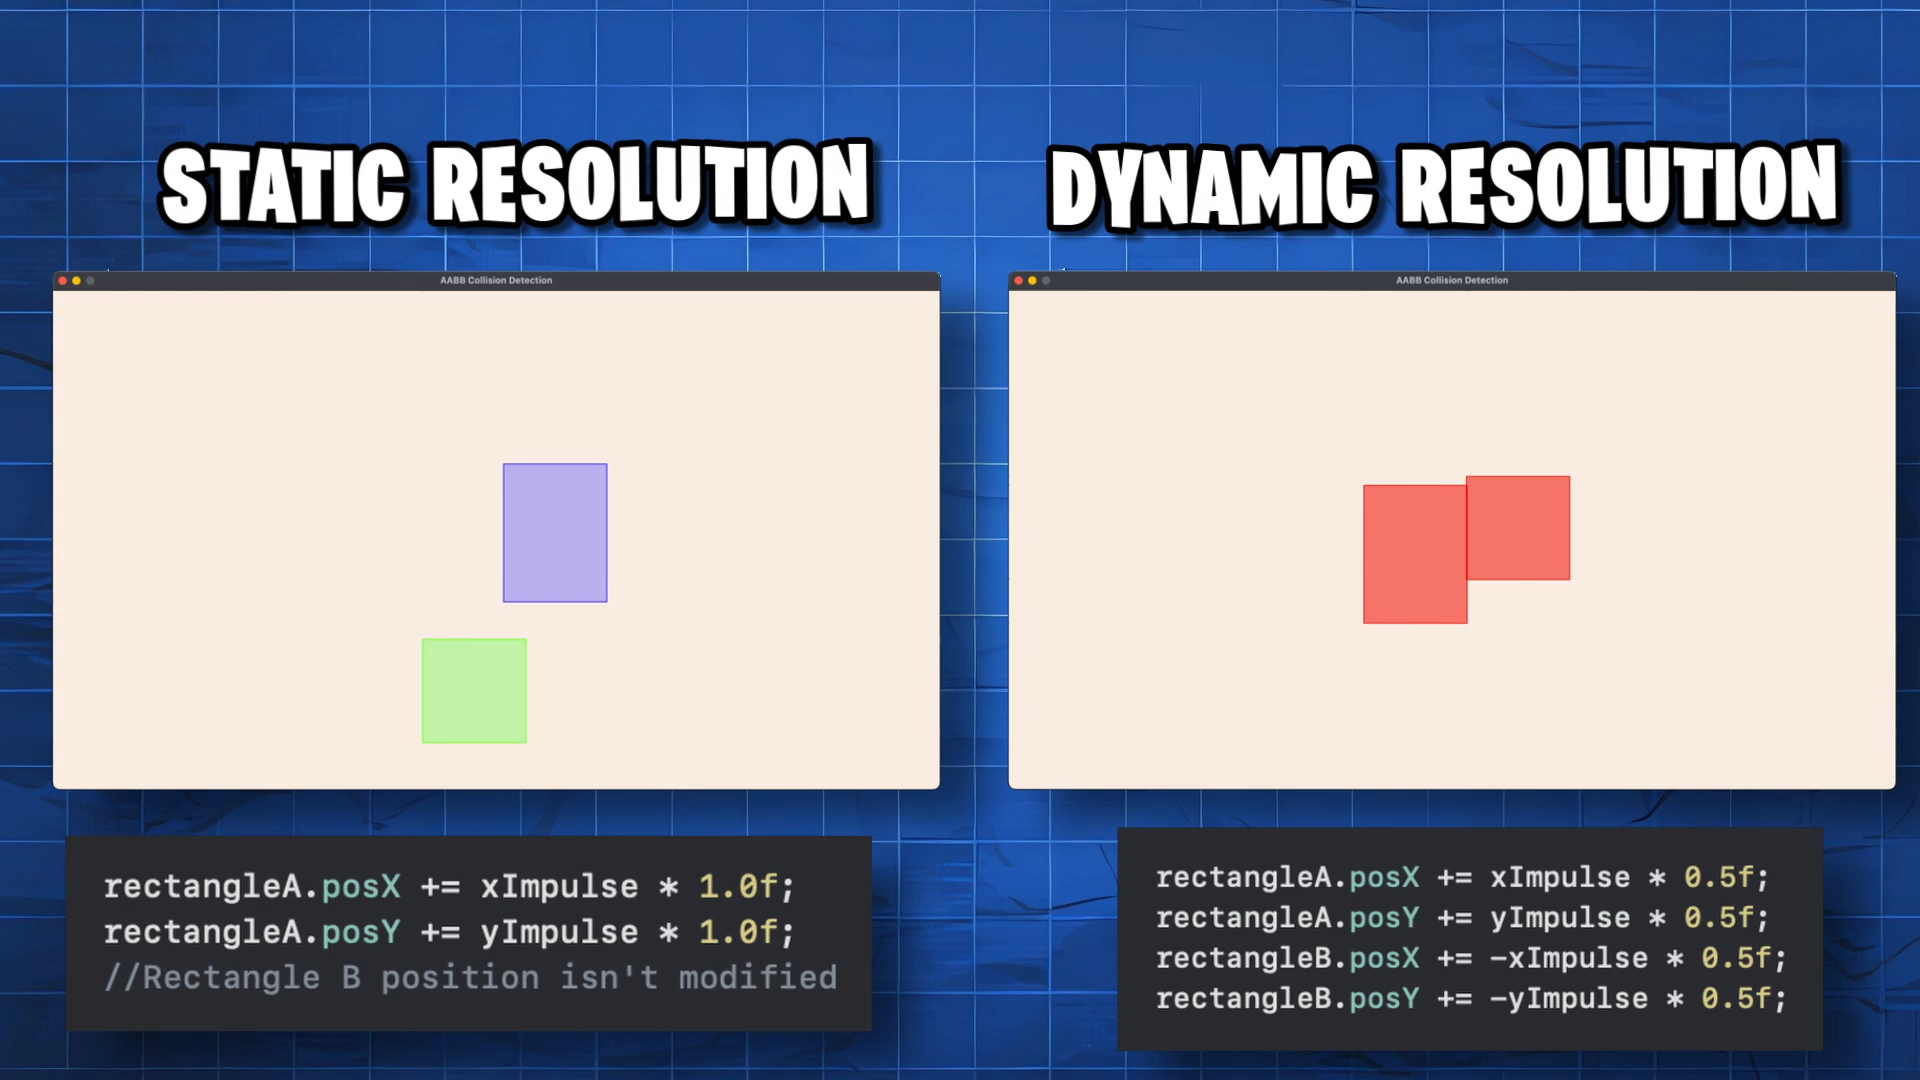 STATIC RESOLUTION
AABB Collision Detection
rectangleA.posX += xImpulse * 1.0f;
rectangleA.posY += yImpulse * 1.0f;
//Rectangle B position isn't modified
DYNAMIC RESOLUTION
AABB Collision Detection
rectangleA.posX += xImpulse * 0.5f;
rectangleA.posY += yImpulse * 0.5f;
rectangleB.posX += -xImpulse * 0.5f;
rectangleB.posY += -yImpulse * 0.5f;